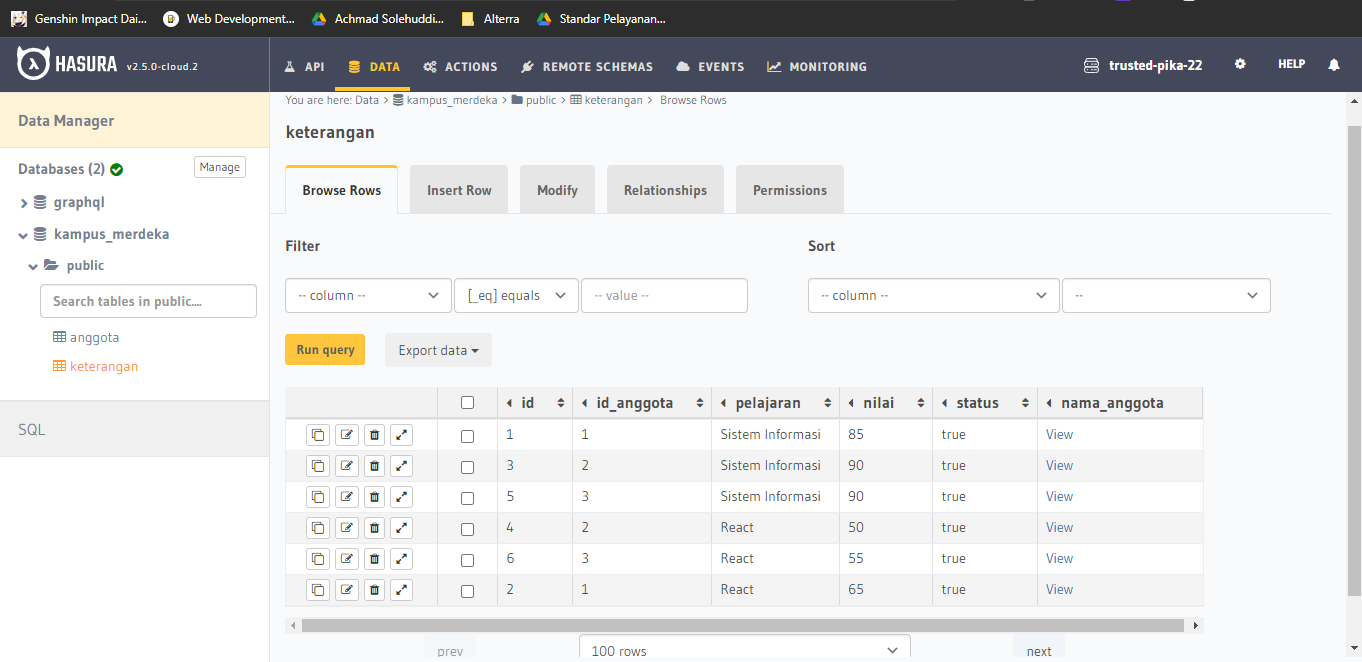 Genshin Impact Dai... Web Development... Achmad Solehuddi... Alterra Standar Pelayanan...
HASURA v2.5.0-cloud.2 API DATA ACTIONS REMOTE SCHEMAS EVENTS MONITORING trusted-pika-22 HELP
Data Manager
Databases (2) Manage
graphql
kampus_merdeka
public
Search tables in public....
anggota
keterangan
SQL
You are here: Data > kampus_merdeka > public > keterangan > Browse Rows
keterangan
Browse Rows Insert Row Modify Relationships Permissions
Filter Sort
-- column -- [_eq] equals -- value -- -- column -- --
Run query Export data
id id_anggota pelajaran nilai status nama_anggota
1 1 Sistem Informasi 85 true View
3 2 Sistem Informasi 90 true View
5 3 Sistem Informasi 90 true View
4 2 React 50 true View
6 3 React 55 true View
2 1 React 65 true View
prev 100 rows next